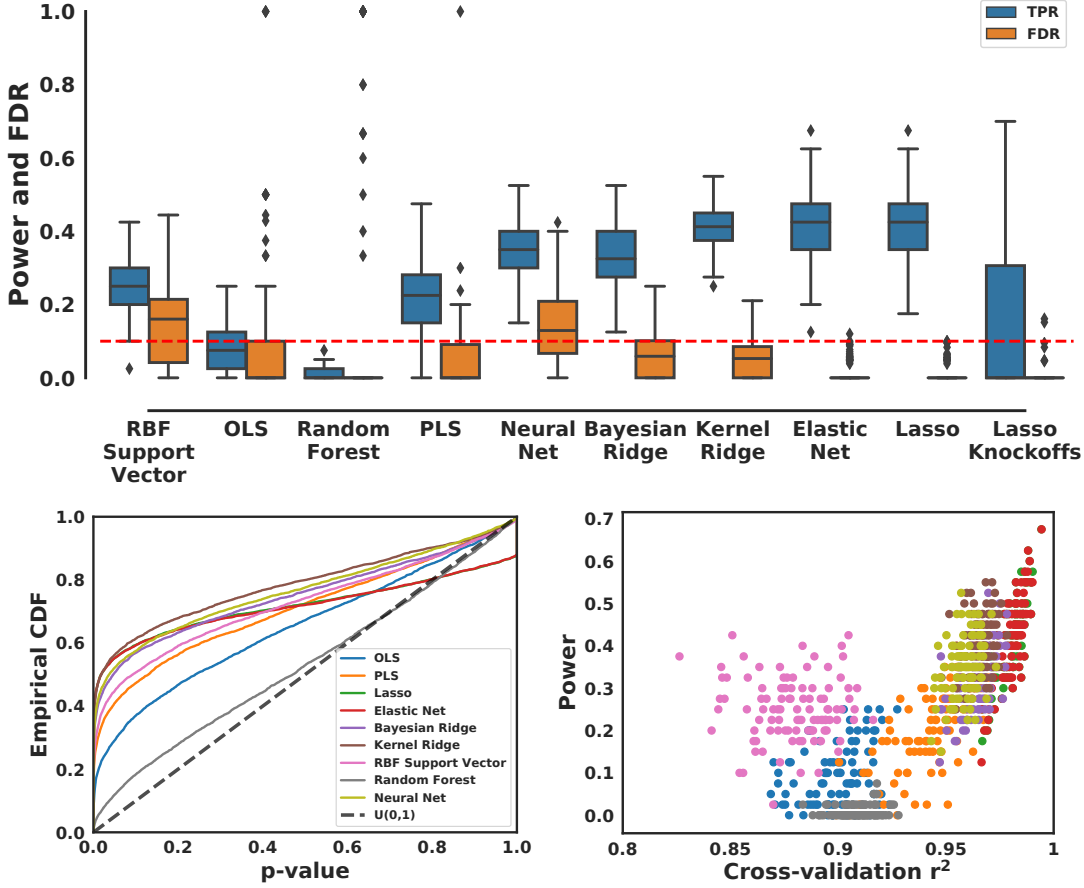 Power and FDR
1.0
0.8
0.6
0.4
0.2
0.0
TPR
FDR
RBF Support Vector
OLS
Random Forest
PLS
Neural Net
Bayesian Ridge
Kernel Ridge
Elastic Net
Lasso
Lasso Knockoffs
Empirical CDF
1.0
0.8
0.6
0.4
0.2
0.0
0.0 0.2 0.4 0.6 0.8 1.0
p-value
OLS
PLS
Lasso
Elastic Net
Bayesian Ridge
Kernel Ridge
RBF Support Vector
Random Forest
Neural Net
U(0,1)
Power
0.7
0.6
0.5
0.4
0.3
0.2
0.1
0.0
0.8 0.85 0.9 0.95 1
Cross-validation r²